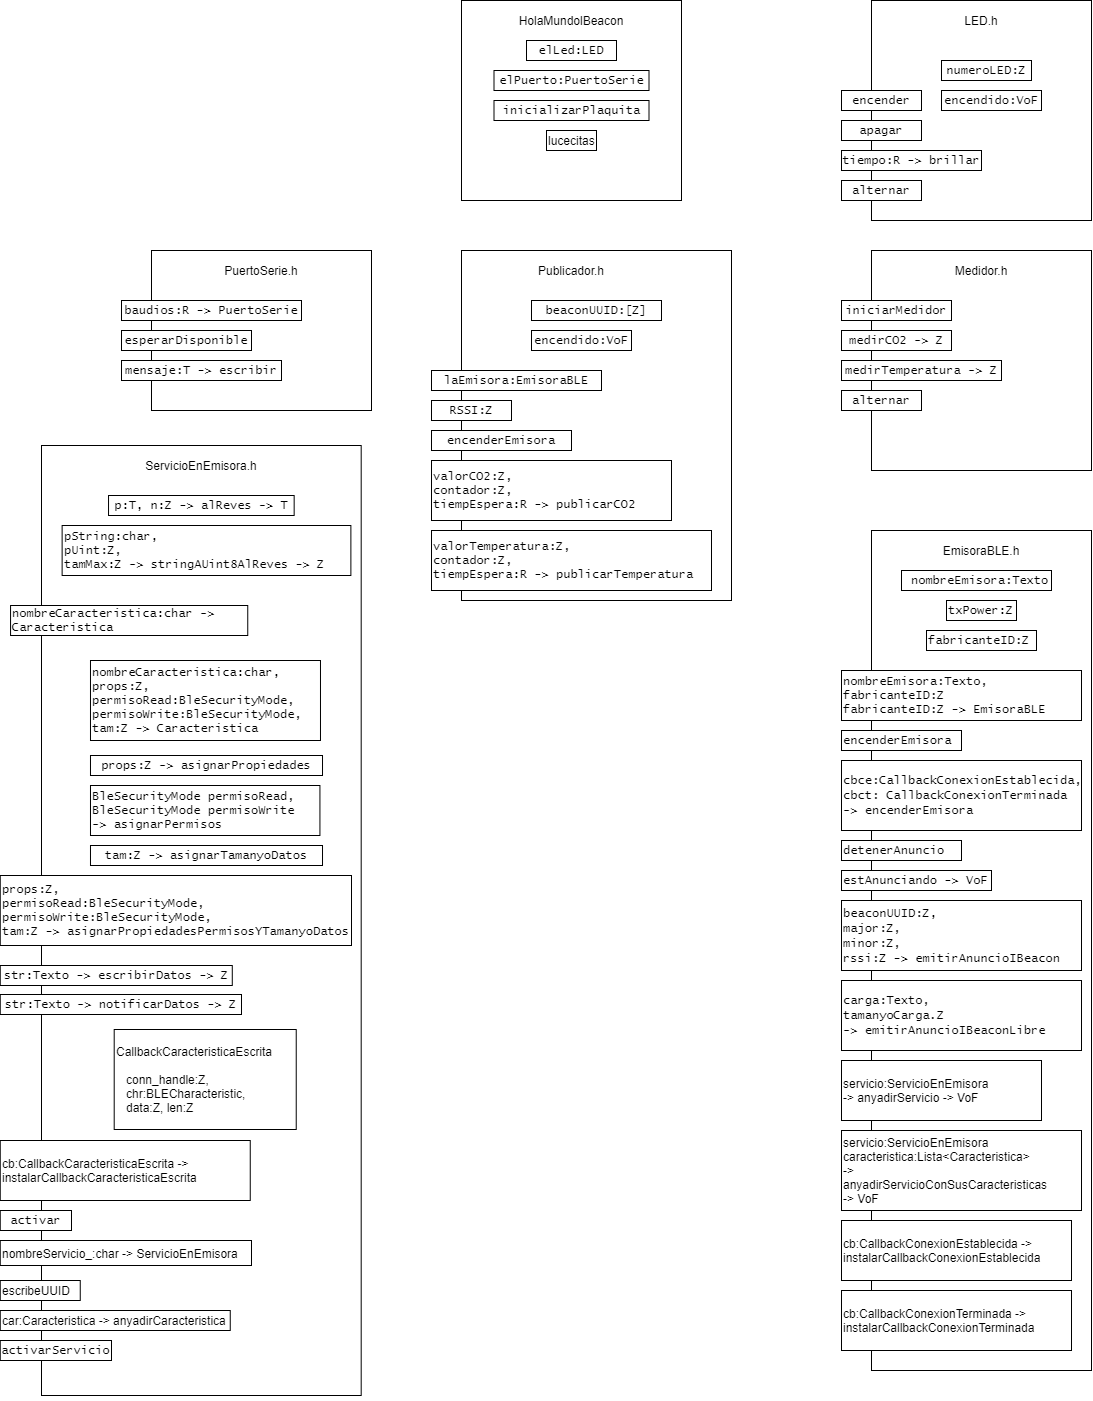 HolaMundoIBeacon
elLed:LED
elPuerto:PuertoSerie
inicializarPlaquita
lucecitas
LED.h
numeroLED:Z
encender
encendido:VoF
apagar
tiempo:R -> brillar
alternar
PuertoSerie.h
baudios:R -> PuertoSerie
esperarDisponible
mensaje:T -> escribir
Publicador.h
beaconUUID:[Z]
encendido:VoF
laEmisora:EmisoraBLE
RSSI:Z
encenderEmisora
valorCO2:Z,
contador:Z,
tiempEspera:R -> publicarCO2
valorTemperatura:Z,
contador:Z,
tiempEspera:R -> publicarTemperatura
Medidor.h
iniciarMedidor
medirCO2 -> Z
medirTemperatura -> Z
alternar
ServicioEnEmisora.h
p:T, n:Z -> alReves -> T
pString:char,
pUint:Z,
tamMax:Z -> stringAUint8AlReves -> Z
nombreCaracteristica:char ->
Caracteristica
nombreCaracteristica:char,
props:Z,
permisoRead:BleSecurityMode,
permisoWrite:BleSecurityMode,
tam:Z -> Caracteristica
props:Z -> asignarPropiedades
BleSecurityMode permisoRead,
BleSecurityMode permisoWrite
-> asignarPermisos
tam:Z -> asignarTamanyoDatos
props:Z,
permisoRead:BleSecurityMode,
permisoWrite:BleSecurityMode,
tam:Z -> asignarPropiedadesPermisosYTamanyoDatos
str:Texto -> escribirDatos -> Z
str:Texto -> notificarDatos -> Z
CallbackCaracteristicaEscrita
conn_handle:Z,
chr:BLECharacteristic,
data:Z, len:Z
cb:CallbackCaracteristicaEscrita ->
instalarCallbackCaracteristicaEscrita
activar
nombreServicio_:char -> ServicioEnEmisora
escribeUUID
car:Caracteristica -> anyadirCaracteristica
activarServicio
EmisoraBLE.h
nombreEmisora:Texto
txPower:Z
fabricanteID:Z
nombreEmisora:Texto,
fabricanteID:Z
fabricanteID:Z -> EmisoraBLE
encenderEmisora
cbce:CallbackConexionEstablecida,
cbct: CallbackConexionTerminada
-> encenderEmisora
detenerAnuncio
estAnunciando -> VoF
beaconUUID:Z,
major:Z,
minor:Z,
rssi:Z -> emitirAnuncioIBeacon
carga:Texto,
tamanyoCarga.Z
-> emitirAnuncioIBeaconLibre
servicio:ServicioEnEmisora
-> anyadirServicio -> VoF
servicio:ServicioEnEmisora
caracteristica:Lista<Caracteristica>
->
anyadirServicioConSusCaracteristicas
-> VoF
cb:CallbackConexionEstablecida ->
instalarCallbackConexionEstablecida
cb:CallbackConexionTerminada ->
instalarCallbackConexionTerminada